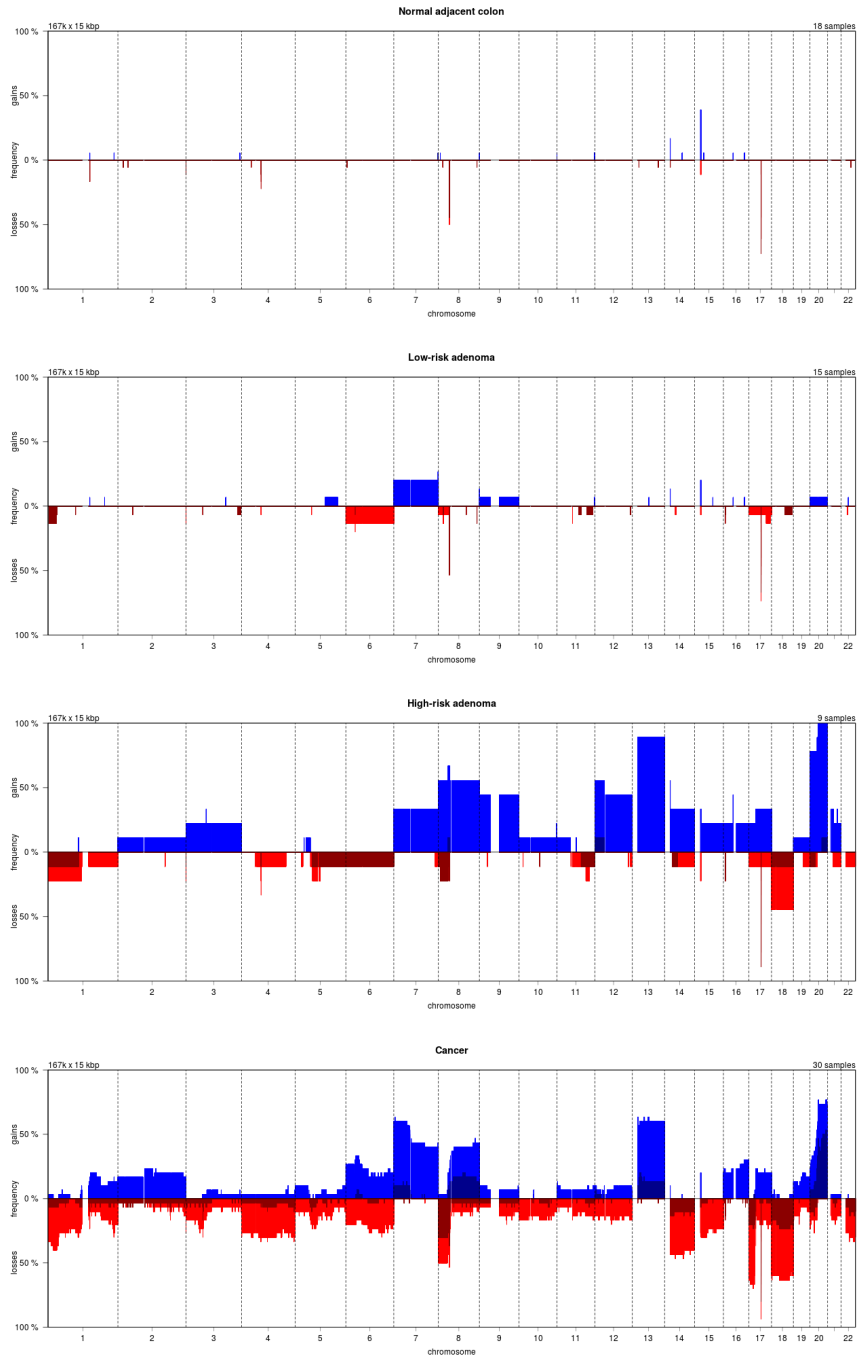 Normal adjacent colon
167k x 15 kbp 18 samples
100 %
gains
50 %
frequency
0 %
losses
50 %
100 %
1 2 3 4 5 6 7 8 9 10 11 12 13 14 15 16 17 18 19 20 22
chromosome
Low-risk adenoma
167k x 15 kbp 15 samples
100 %
gains
50 %
frequency
0 %
losses
50 %
100 %
1 2 3 4 5 6 7 8 9 10 11 12 13 14 15 16 17 18 19 20 22
chromosome
High-risk adenoma
167k x 15 kbp 9 samples
100 %
gains
50 %
frequency
0 %
losses
50 %
100 %
1 2 3 4 5 6 7 8 9 10 11 12 13 14 15 16 17 18 19 20 22
chromosome
Cancer
167k x 15 kbp 30 samples
100 %
gains
50 %
frequency
0 %
losses
50 %
100 %
1 2 3 4 5 6 7 8 9 10 11 12 13 14 15 16 17 18 19 20 22
chromosome